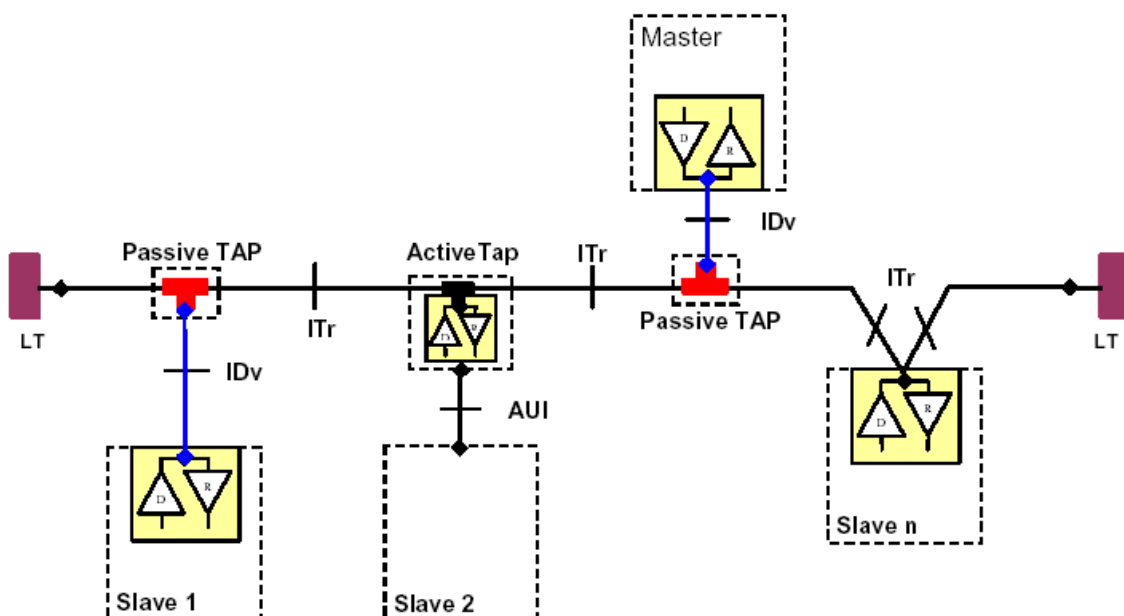 Master
D
R
IDv
Passive TAP
ActiveTap
ITr
ITr
LT
ITr
D
R
Passive TAP
LT
IDv
AUI
D
R
D
R
Slave n
Slave 1
Slave 2